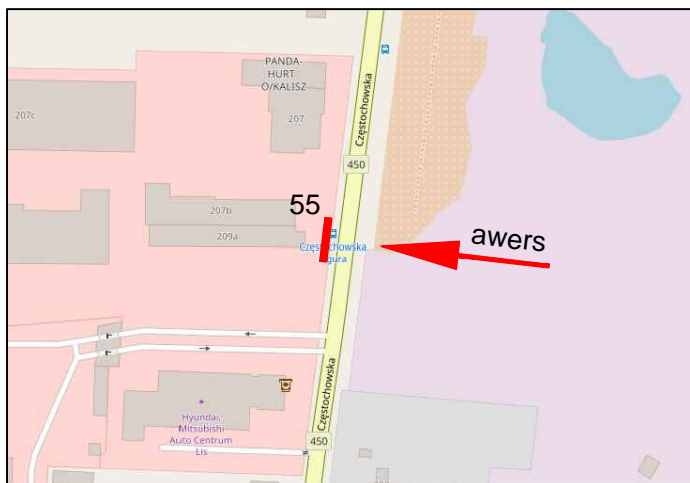 PANDA-
HURT
O/KALISZ
Częstochowska
207c
207
450
55
207b
209a
Częstochowska
Figura
awers
Częstochowska
Hyundai,
Mitsubishi
Auto Centrum
Lis
450